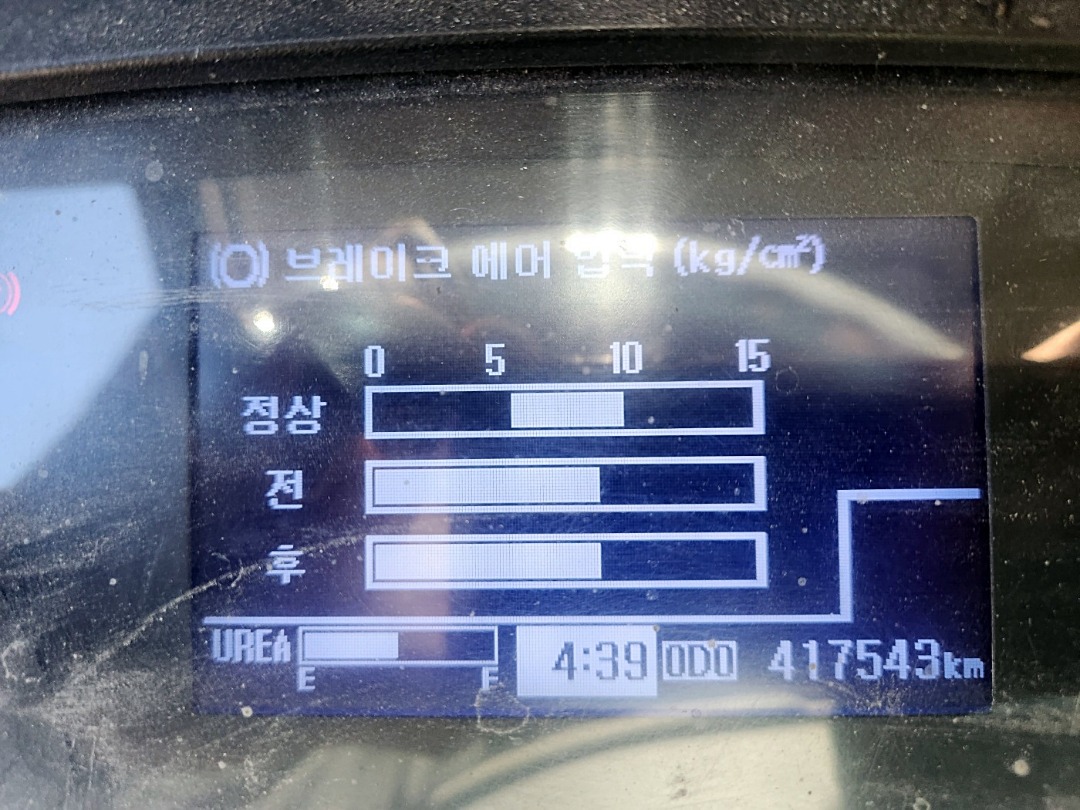 브레이크 에어 압력 (kg/cm²)
0 5 10 15
정상
전
후
UREA E F 4:39 ODO 417543km